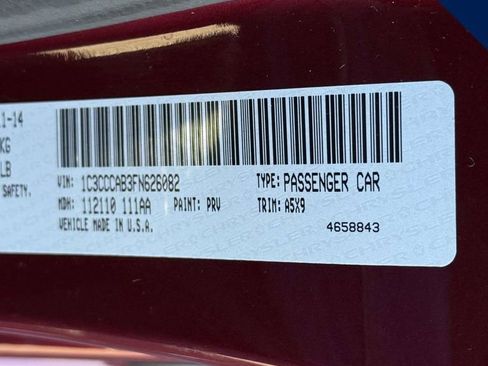 1-14
KG
LB
SAFETY.
VIN: 1C3CCCAB3FN626082
TYPE: PASSENGER CAR
MDH: 112110 111AA
PAINT: PRV
TRIM: A5X9
VEHICLE MADE IN U.S.A.
4658843